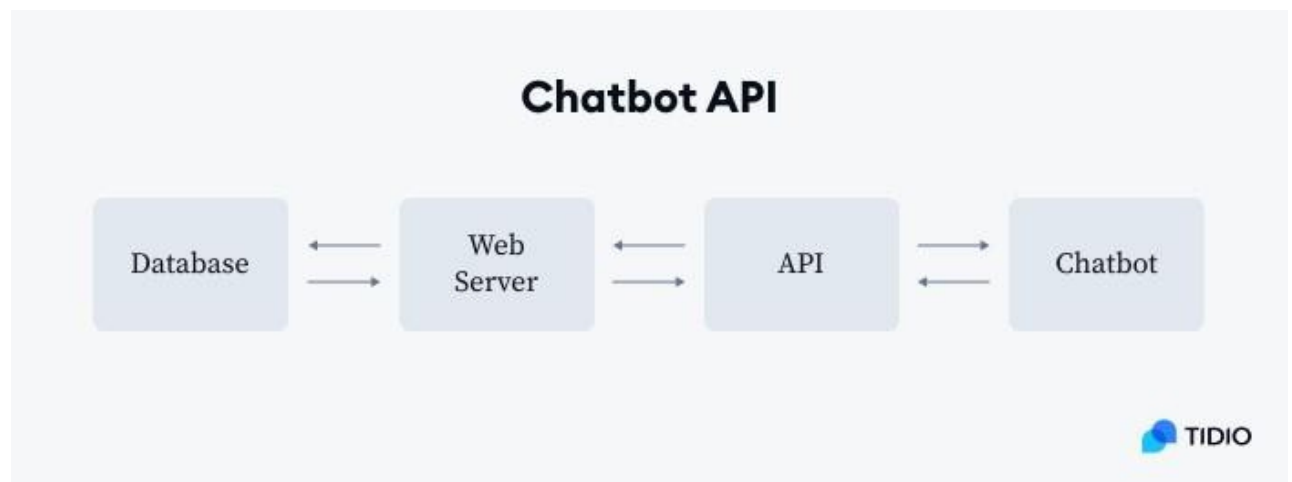 Chatbot API
Database
Web
Server
API
Chatbot
TIDIO